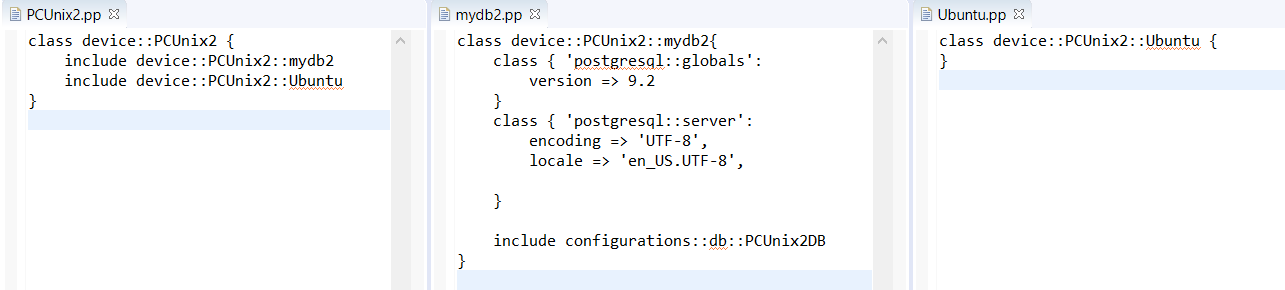 PCUnix2.pp
class device::PCUnix2 {
    include device::PCUnix2::mydb2
    include device::PCUnix2::Ubuntu
}
mydb2.pp
class device::PCUnix2::mydb2{
    class { 'postgresql::globals':
        version => 9.2
    }
    class { 'postgresql::server':
        encoding => 'UTF-8',
        locale => 'en_US.UTF-8',
    }
    include configurations::db::PCUnix2DB
}
Ubuntu.pp
class device::PCUnix2::Ubuntu {
}